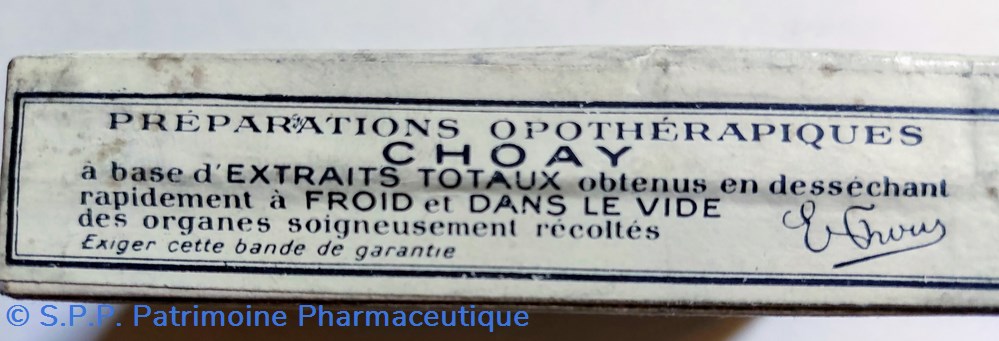 PRÉPARATIONS OPOTHÉRAPIQUES
CHOAY
à base d'EXTRAITS TOTAUX obtenus en desséchant
rapidement à FROID et DANS LE VIDE
des organes soigneusement récoltés
Exiger cette bande de garantie
© S.P.P. Patrimoine Pharmaceutique